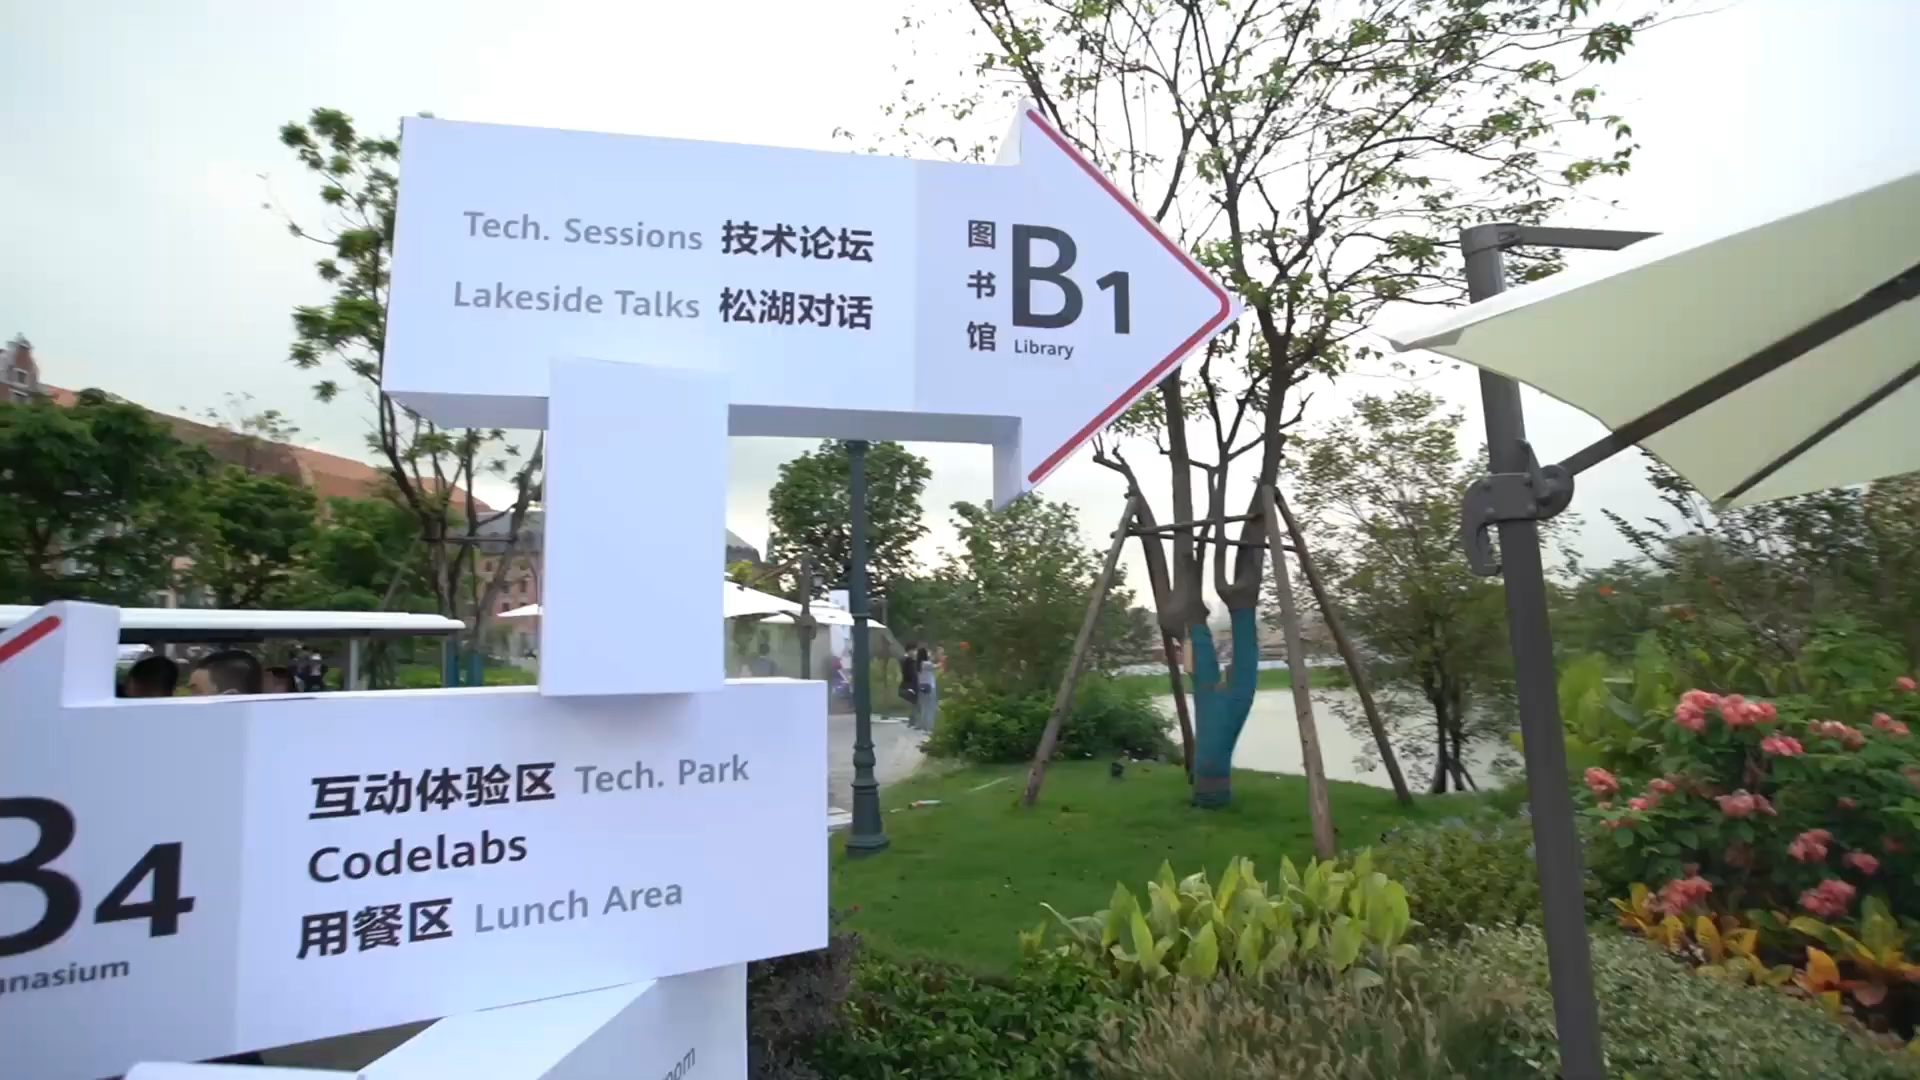 Tech. Sessions 技术论坛
Lakeside Talks 松湖对话
图书馆
B1
Library
B4
互动体验区 Tech. Park
Codelabs
用餐区 Lunch Area